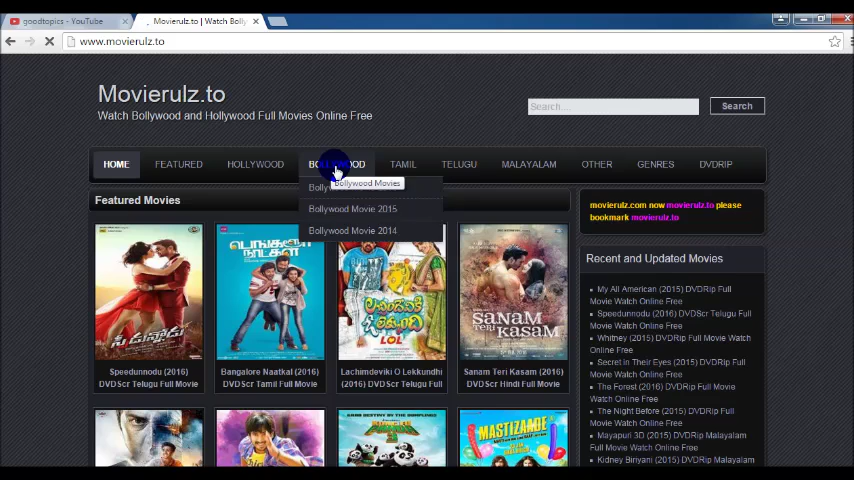 goodtopics - YouTube
Movierulz.to | Watch Bolly
www.movierulz.to
Movierulz.to
Watch Bollywood and Hollywood Full Movies Online Free
Search …
Search
HOME FEATURED HOLLYWOOD BOLLYWOOD TAMIL TELUGU MALAYALAM OTHER GENRES DVDRIP
Bollywood Movies
Bollywood Movie 2015
Bollywood Movie 2014
Featured Movies
movierulz.com now movierulz.to please
bookmark movierulz.to
LOL
SANAM
TERI KASAM
Speedunnodu (2016)
DVDScr Telugu Full Movie
Bangalore Naatkal (2016)
DVDScr Tamil Full Movie
Lachimdeviki O Lekkundhi
(2016) DVDScr Telugu Full
Sanam Teri Kasam (2016)
DVDScr Hindi Full Movie
MASTIZAADE
Recent and Updated Movies
My All American (2015) DVDRip Full
Movie Watch Online Free
Speedunnodu (2016) DVDScr Telugu Full
Movie Watch Online Free
Whitney (2015) DVDRip Full Movie Watch
Online Free
Secret in Their Eyes (2015) DVDRip Full
Movie Watch Online Free
The Forest (2016) DVDRip Full Movie
Watch Online Free
The Night Before (2015) DVDRip Full
Movie Watch Online Free
Mayapuri 3D (2015) DVDRip Malayalam
Full Movie Watch Online Free
Kidney Biriyani (2015) DVDRip Malayalam